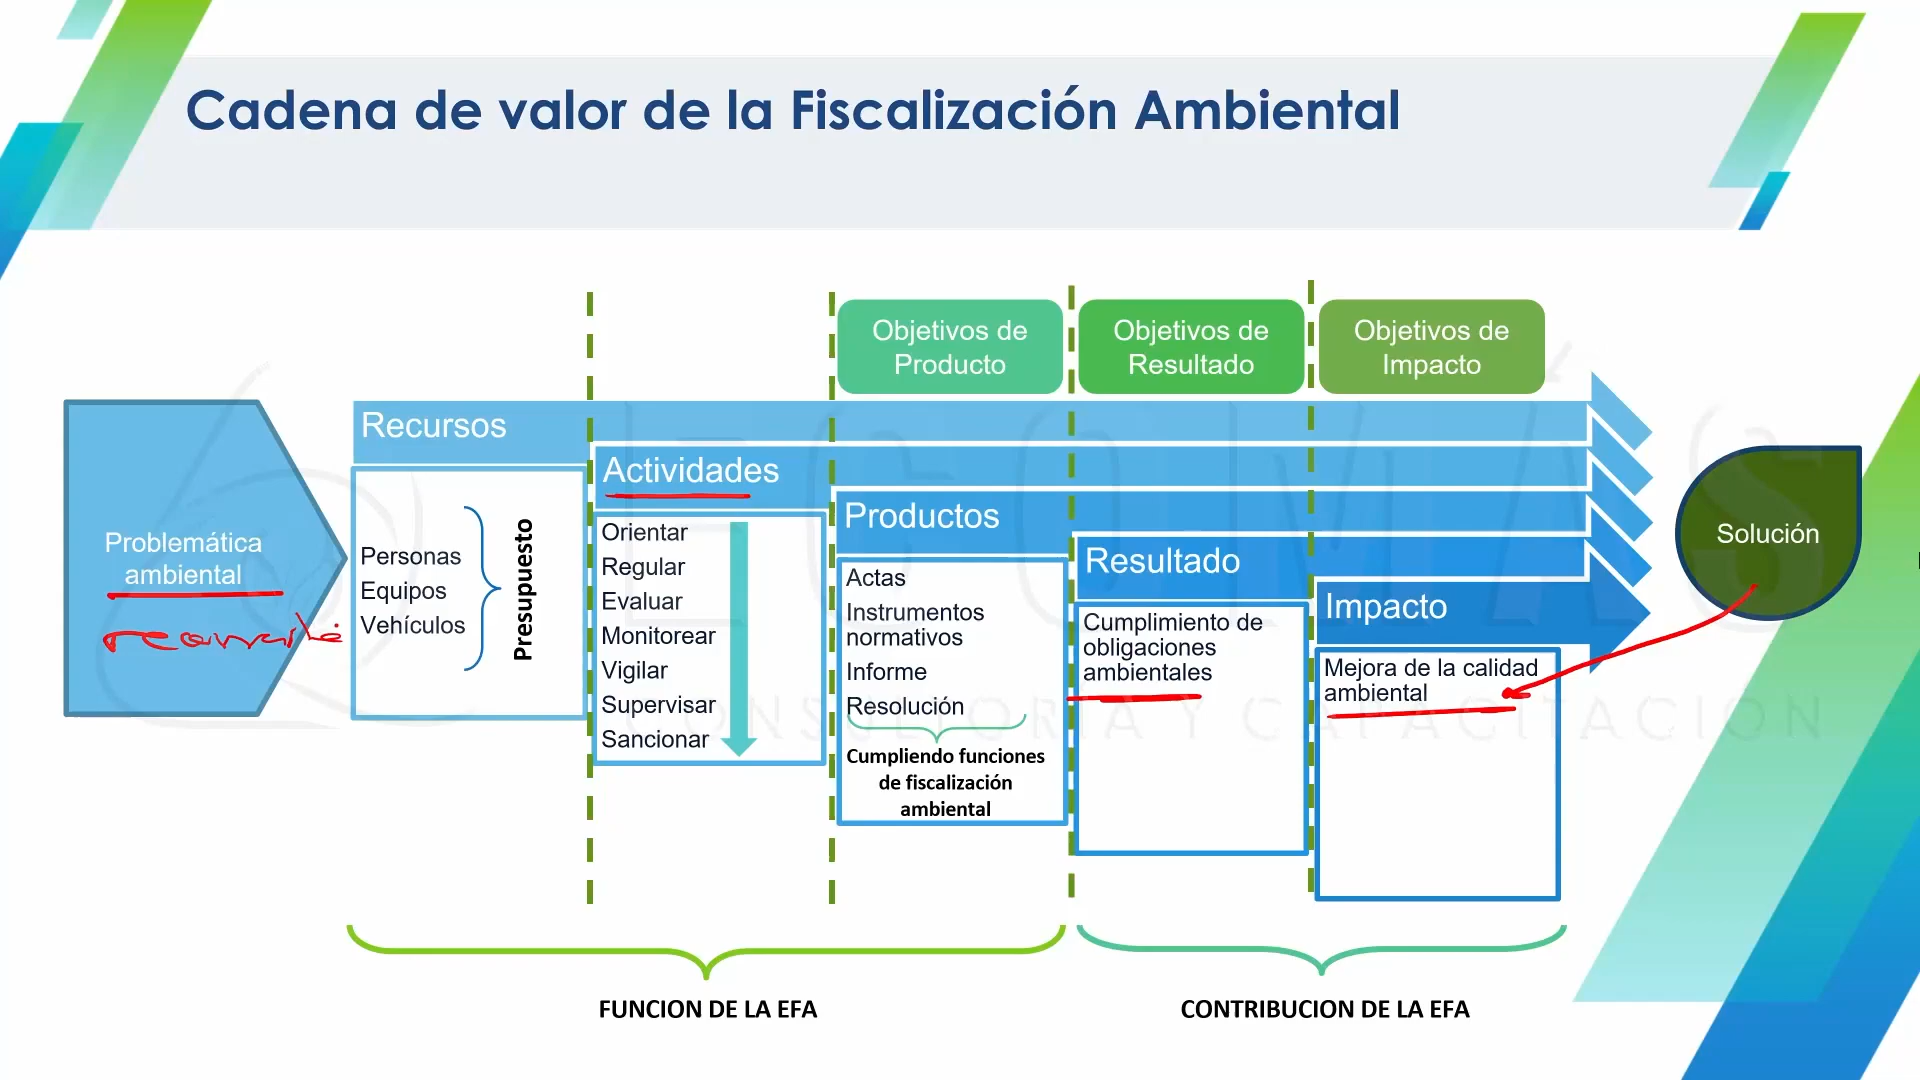 Cadena de valor de la Fiscalización Ambiental
Objetivos de
Producto
Objetivos de
Resultado
Objetivos de
Impacto
Problemática
ambiental
Recursos
Personas
Equipos
Vehículos
Presupuesto
Actividades
Orientar
Regular
Evaluar
Monitorear
Vigilar
Supervisar
Sancionar
Productos
Actas
Instrumentos
normativos
Informe
Resolución
Cumpliendo funciones
de fiscalización
ambiental
Resultado
Cumplimiento de
obligaciones
ambientales
Impacto
Mejora de la calidad
ambiental
Solución
FUNCION DE LA EFA
CONTRIBUCION DE LA EFA
ECOMAS
CONSULTORIA Y CAPACITACION